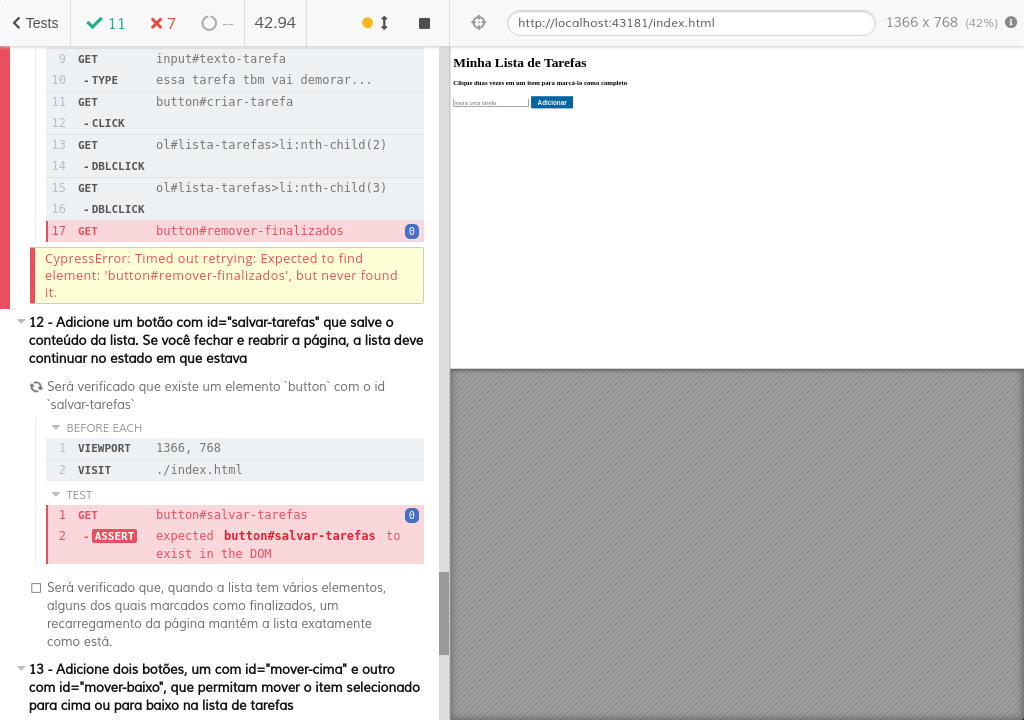 Tests 11 7 -- 42.94 http://localhost:43181/index.html 1366 x 768 (42%)
9 GET input#texto-tarefa
10 - TYPE essa tarefa tbm vai demorar...
11 GET button#criar-tarefa
12 - CLICK
13 GET ol#lista-tarefas>li:nth-child(2)
14 - DBLCLICK
15 GET ol#lista-tarefas>li:nth-child(3)
16 - DBLCLICK
17 GET button#remover-finalizados 0
CypressError: Timed out retrying: Expected to find
element: 'button#remover-finalizados', but never found
it.
12 - Adicione um botão com id="salvar-tarefas" que salve o
conteúdo da lista. Se você fechar e reabrir a página, a lista deve
continuar no estado em que estava
Será verificado que existe um elemento `button` com o id
`salvar-tarefas`
BEFORE EACH
1 VIEWPORT 1366, 768
2 VISIT ./index.html
TEST
1 GET button#salvar-tarefas 0
2 - ASSERT expected button#salvar-tarefas to
exist in the DOM
Será verificado que, quando a lista tem vários elementos,
alguns dos quais marcados como finalizados, um
recarregamento da página mantém a lista exatamente
como está.
13 - Adicione dois botões, um com id="mover-cima" e outro
com id="mover-baixo", que permitam mover o item selecionado
para cima ou para baixo na lista de tarefas
Minha Lista de Tarefas
Clique duas vezes em um item para marcá-lo como completo
Insira uma tarefa Adicionar